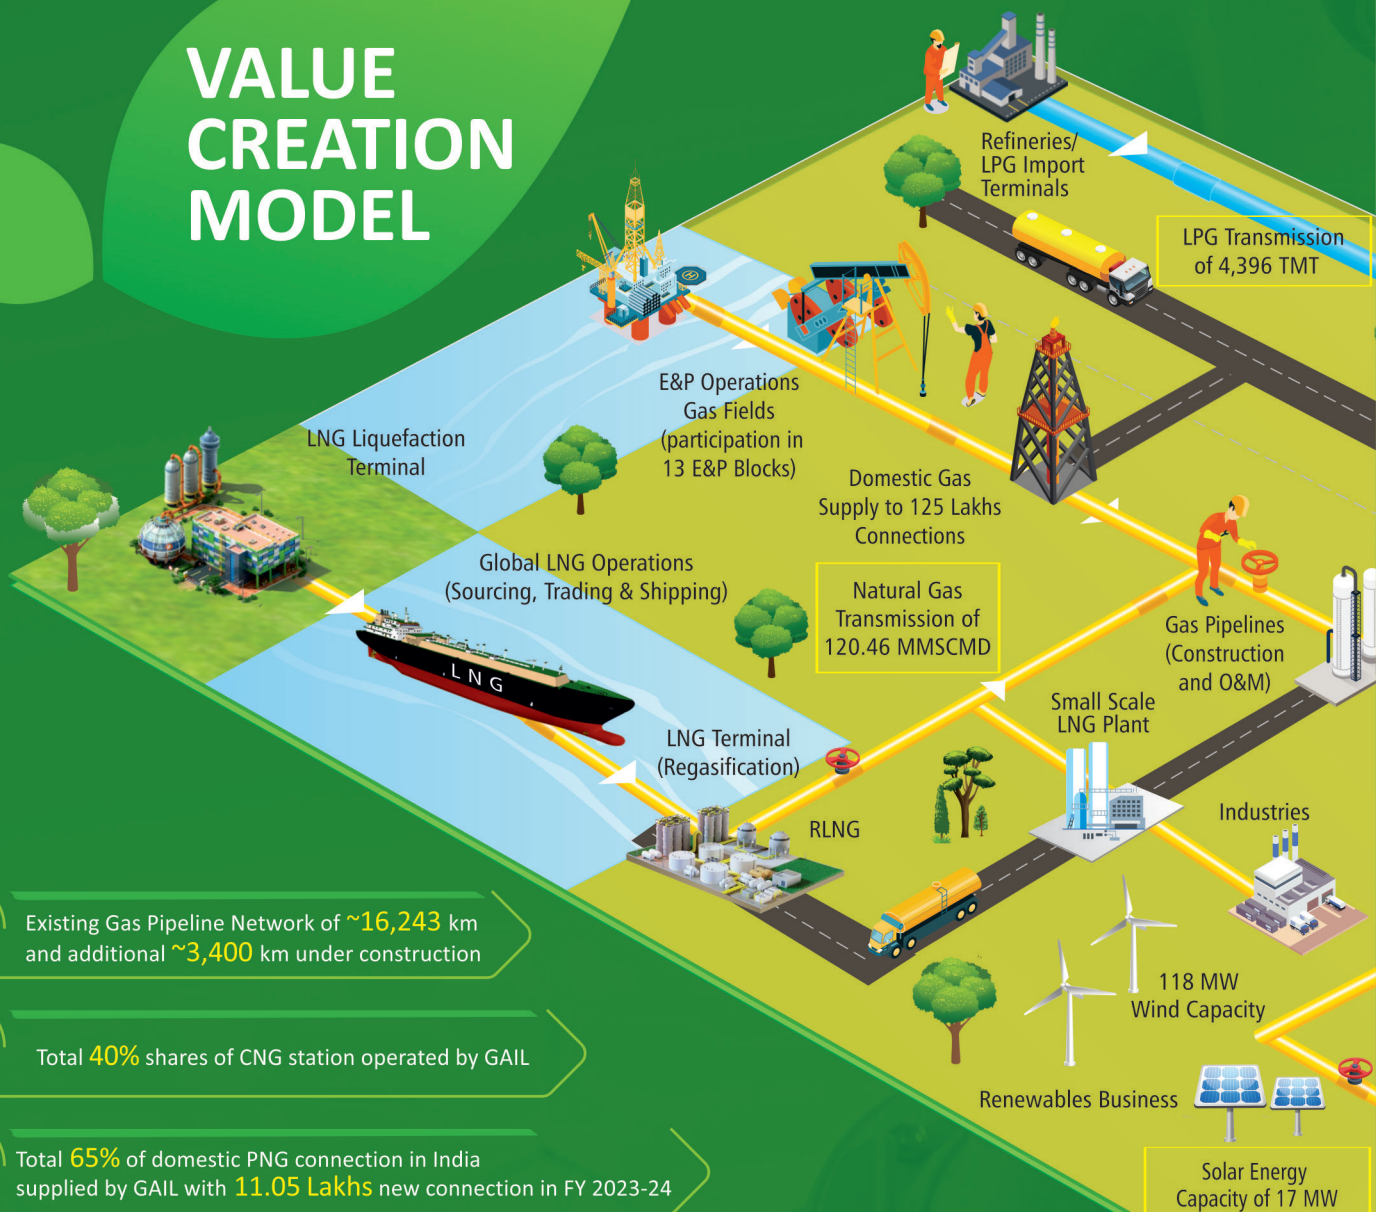 VALUE
CREATION
MODEL
Refineries/
LPG Import
Terminals
LPG Transmission
of 4,396 TMT
E&P Operations
Gas Fields
(participation in
13 E&P Blocks)
LNG Liquefaction
Terminal
Domestic Gas
Supply to 125 Lakhs
Connections
Global LNG Operations
(Sourcing, Trading & Shipping)
Natural Gas
Transmission of
120.46 MMSCMD
Gas Pipelines
(Construction
and O&M)
LNG
Small Scale
LNG Plant
LNG Terminal
(Regasification)
RLNG
Industries
Existing Gas Pipeline Network of ~16,243 km
and additional ~3,400 km under construction
118 MW
Wind Capacity
Total 40% shares of CNG station operated by GAIL
Renewables Business
Total 65% of domestic PNG connection in India
supplied by GAIL with 11.05 Lakhs new connection in FY 2023-24
Solar Energy
Capacity of 17 MW